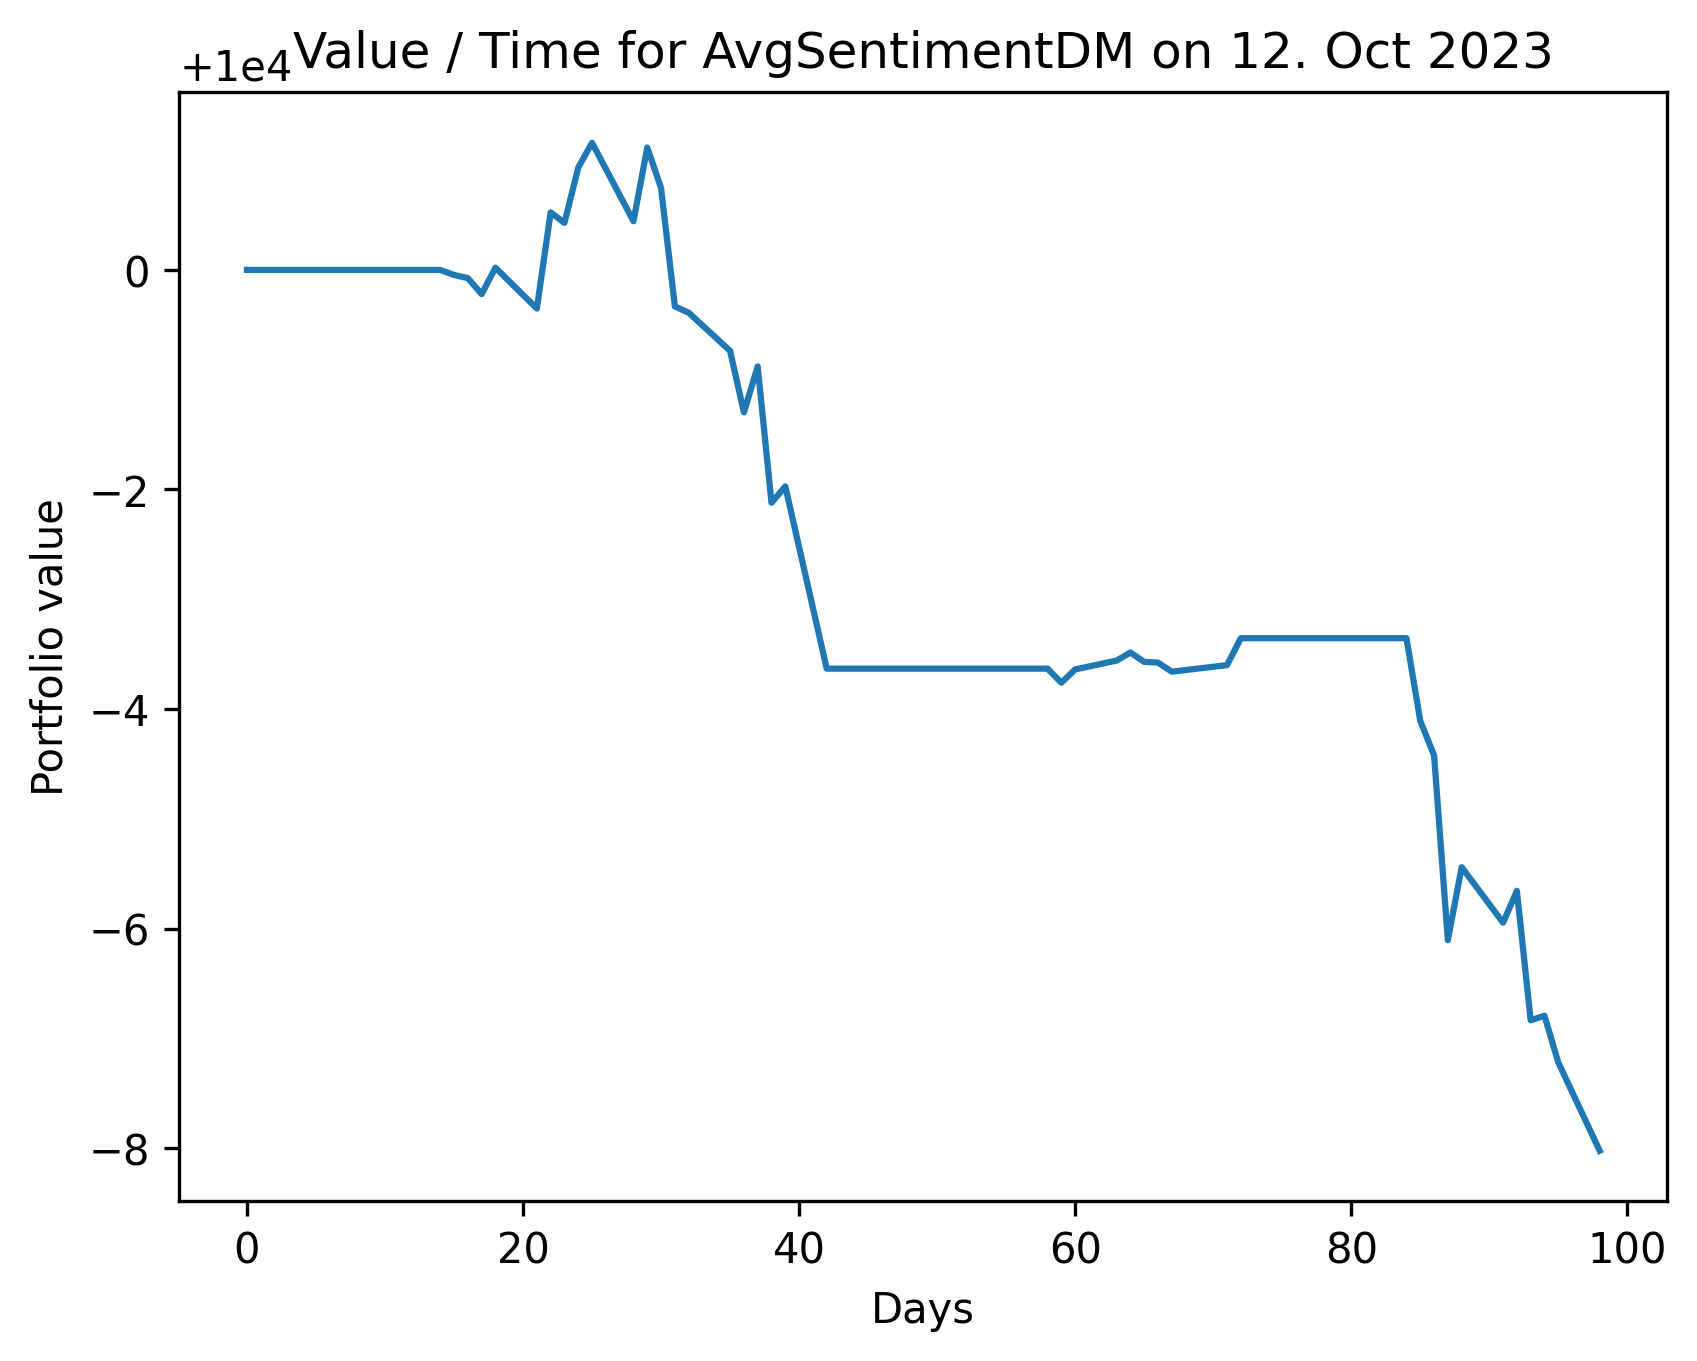 Value / Time for AvgSentimentDM on 12. Oct 2023
+1e4
0
−2
−4
−6
−8
Portfolio value
0 20 40 60 80 100
Days